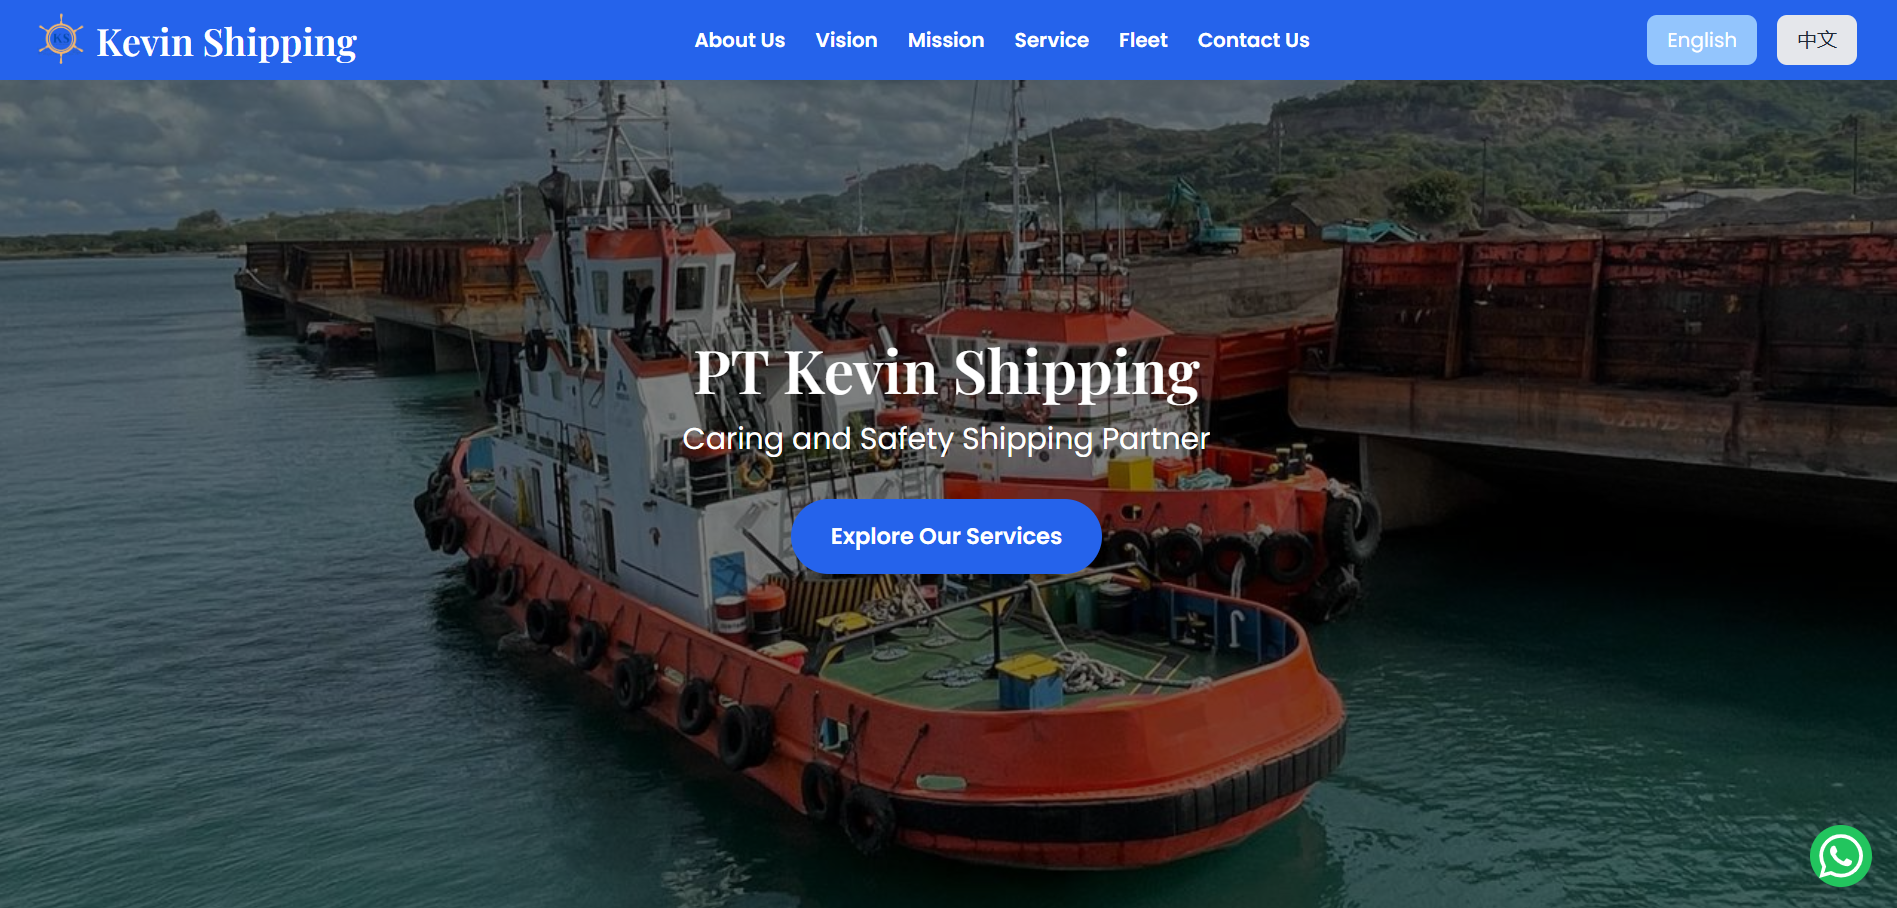 KS
Kevin Shipping
About Us
Vision
Mission
Service
Fleet
Contact Us
English
中文
PT Kevin Shipping
Caring and Safety Shipping Partner
Explore Our Services